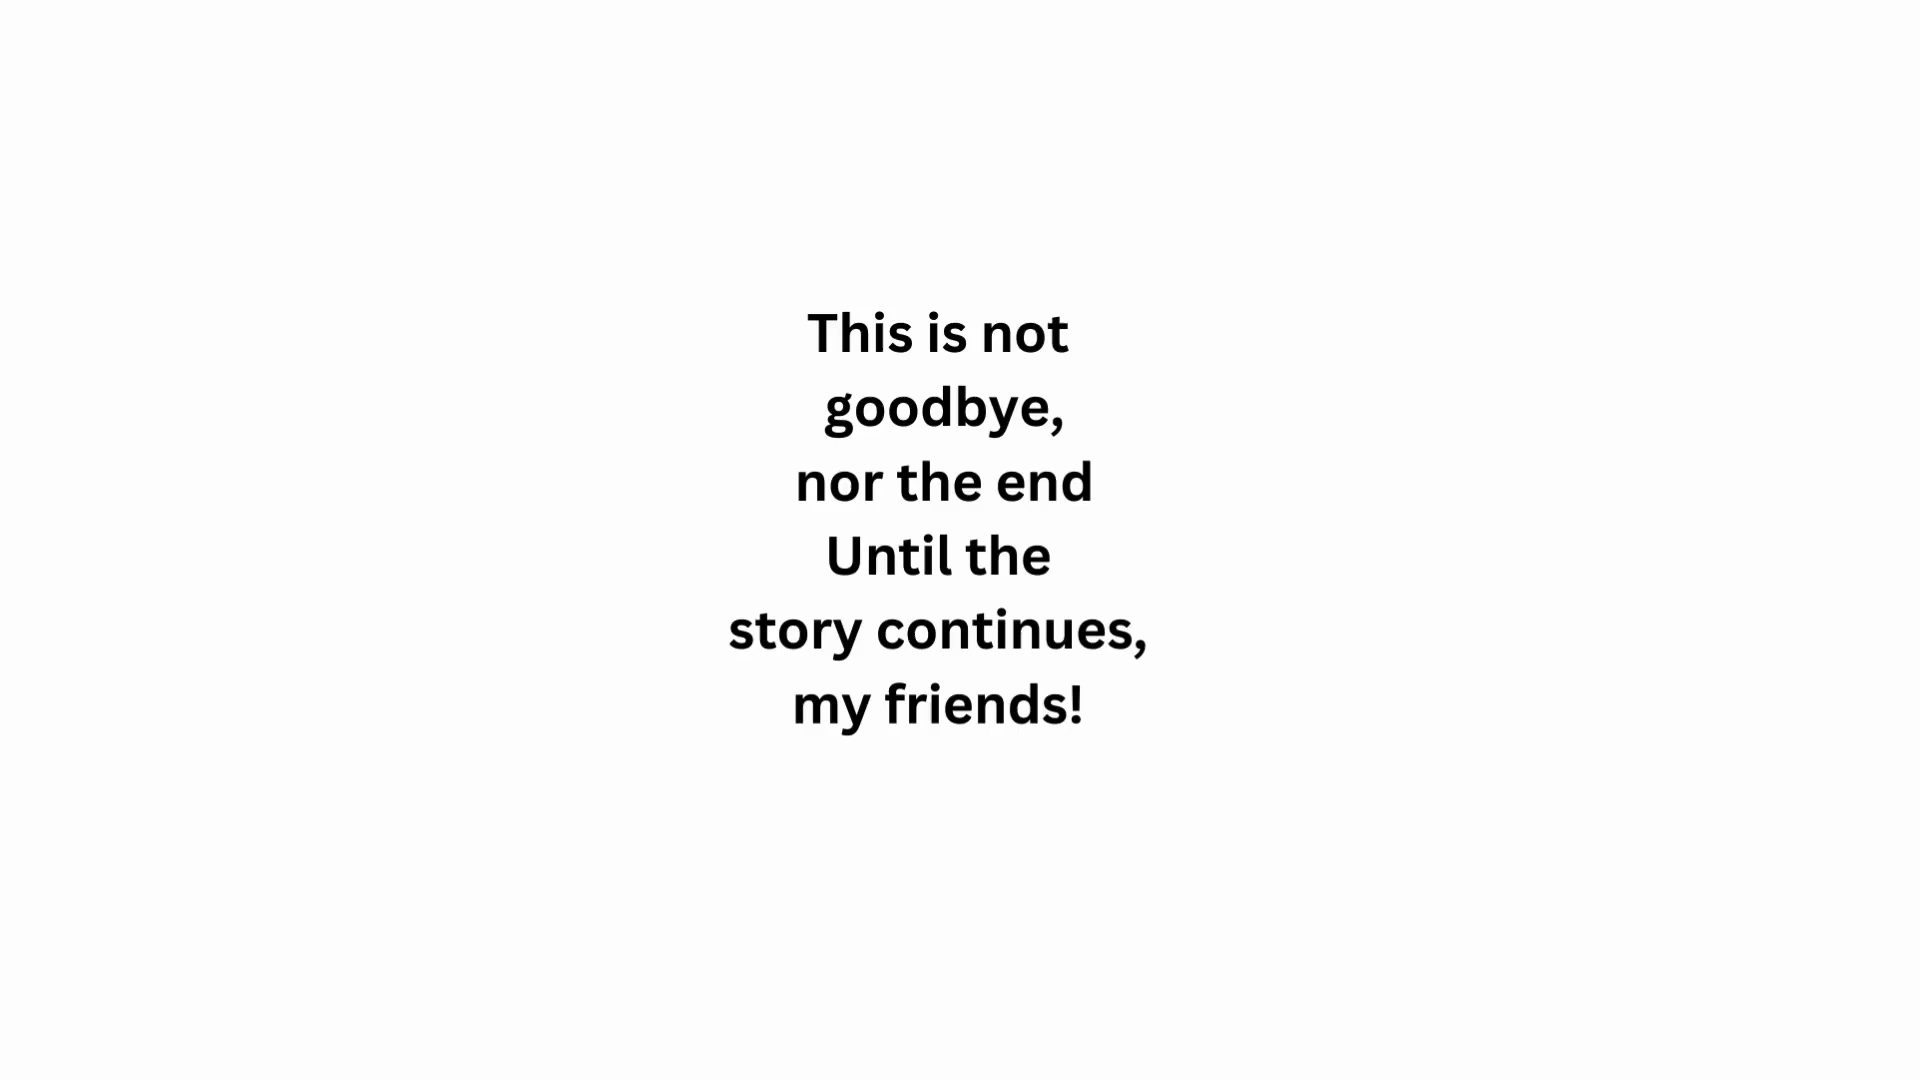 This is not
goodbye,
nor the end
Until the
story continues,
my friends!